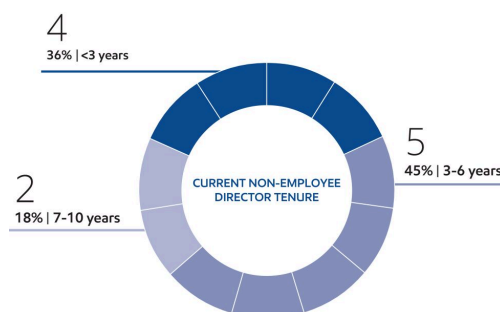 4
36% | <3 years
5
45% | 3-6 years
2
18% | 7-10 years
CURRENT NON-EMPLOYEE
DIRECTOR TENURE